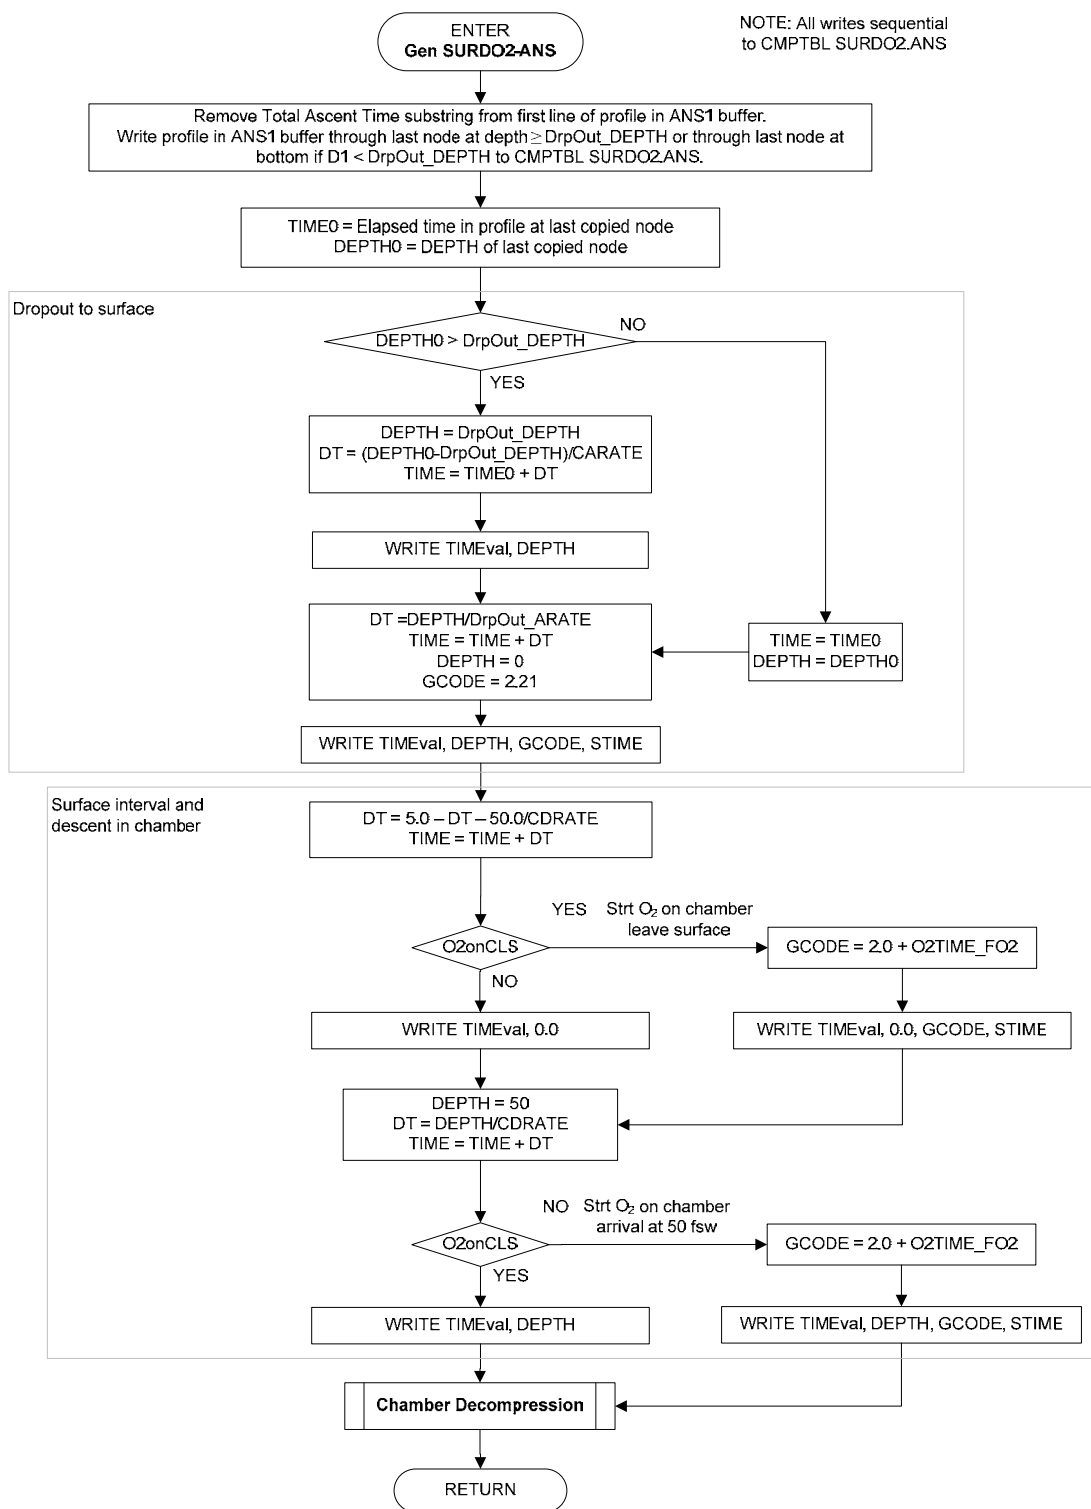 ENTER
Gen SURDO2-ANS
NOTE: All writes sequential
to CMPTBL SURDO2.ANS
Remove Total Ascent Time substring from first line of profile in ANS1 buffer.
Write profile in ANS1 buffer through last node at depth ≥ DrpOut_DEPTH or through last node at
bottom if D1 < DrpOut_DEPTH to CMPTBL SURDO2.ANS.
TIME0 = Elapsed time in profile at last copied node
DEPTH0 = DEPTH of last copied node
Dropout to surface
DEPTH0 > DrpOut_DEPTH
NO
YES
DEPTH = DrpOut_DEPTH
DT = (DEPTH0-DrpOut_DEPTH)/CARATE
TIME = TIME0 + DT
WRITE TIMEval, DEPTH
DT =DEPTH/DrpOut_ARATE
TIME = TIME + DT
DEPTH = 0
GCODE = 2.21
TIME = TIME0
DEPTH = DEPTH0
WRITE TIMEval, DEPTH, GCODE, STIME
Surface interval and
descent in chamber
DT = 5.0 – DT – 50.0/CDRATE
TIME = TIME + DT
O2onCLS
YES
Strt O₂ on chamber
leave surface
GCODE = 2.0 + O2TIME_FO2
NO
WRITE TIMEval, 0.0
WRITE TIMEval, 0.0, GCODE, STIME
DEPTH = 50
DT = DEPTH/CDRATE
TIME = TIME + DT
O2onCLS
NO
Strt O₂ on chamber
arrival at 50 fsw
GCODE = 2.0 + O2TIME_FO2
YES
WRITE TIMEval, DEPTH
WRITE TIMEval, DEPTH, GCODE, STIME
Chamber Decompression
RETURN